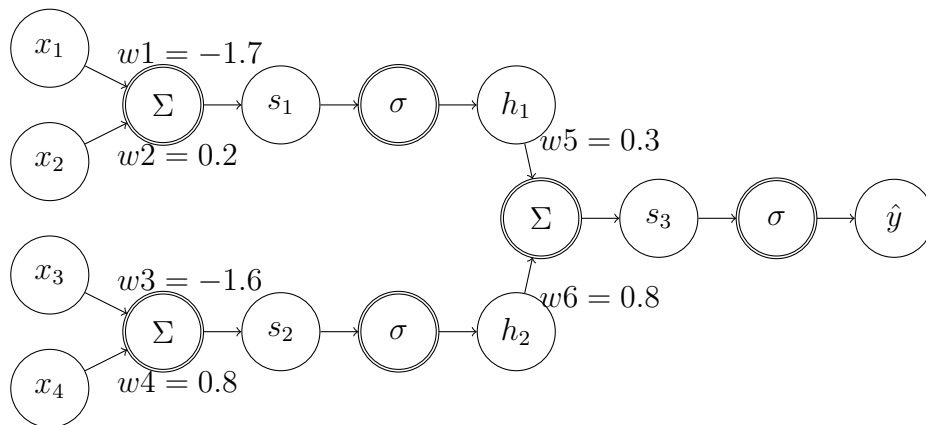 x₁
w1 = −1.7
Σ
s₁
σ
h₁
x₂
w2 = 0.2
w5 = 0.3
Σ
s₃
σ
ŷ
x₃
w3 = −1.6
Σ
s₂
σ
h₂
w6 = 0.8
x₄
w4 = 0.8